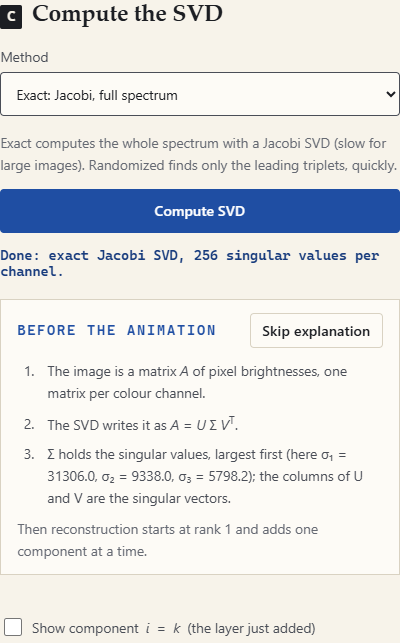 C Compute the SVD
Method
Exact: Jacobi, full spectrum
Exact computes the whole spectrum with a Jacobi SVD (slow for
large images). Randomized finds only the leading triplets, quickly.
Compute SVD
Done: exact Jacobi SVD, 256 singular values per
channel.
BEFORE THE ANIMATION
Skip explanation
1. The image is a matrix A of pixel brightnesses, one
matrix per colour channel.
2. The SVD writes it as A = U Σ Vᵀ.
3. Σ holds the singular values, largest first (here σ₁ =
31306.0, σ₂ = 9338.0, σ₃ = 5798.2); the columns of U
and V are the singular vectors.
Then reconstruction starts at rank 1 and adds one
component at a time.
Show component i = k (the layer just added)